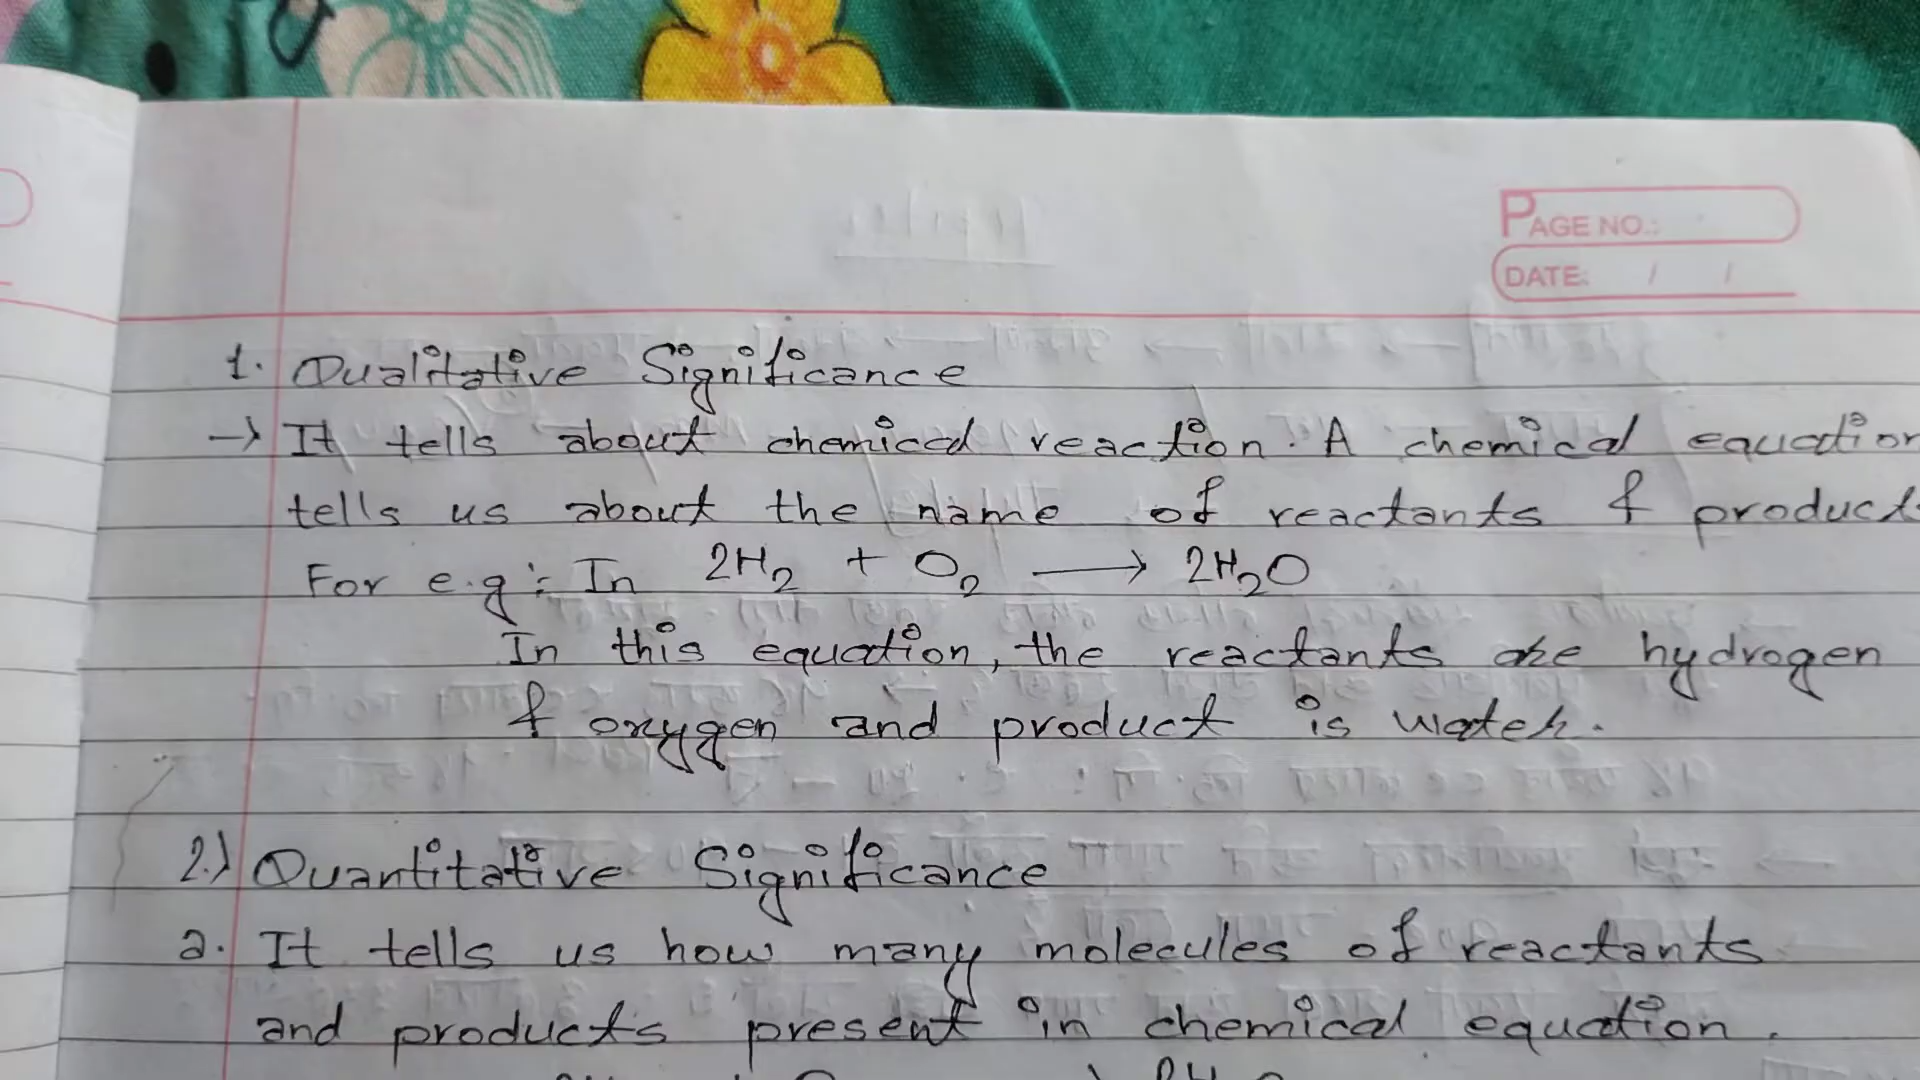 PAGE NO.:
DATE: / /
1. Qualitative Significance
→ It tells about chemical reaction. A chemical equation
tells us about the name of reactants & products
For e.g:- In 2H₂ + O₂ ⟶ 2H₂O
In this equation, the reactants are hydrogen
& oxygen and product is water.
2.) Quantitative Significance
a. It tells us how many molecules of reactants
and products present in chemical equation.